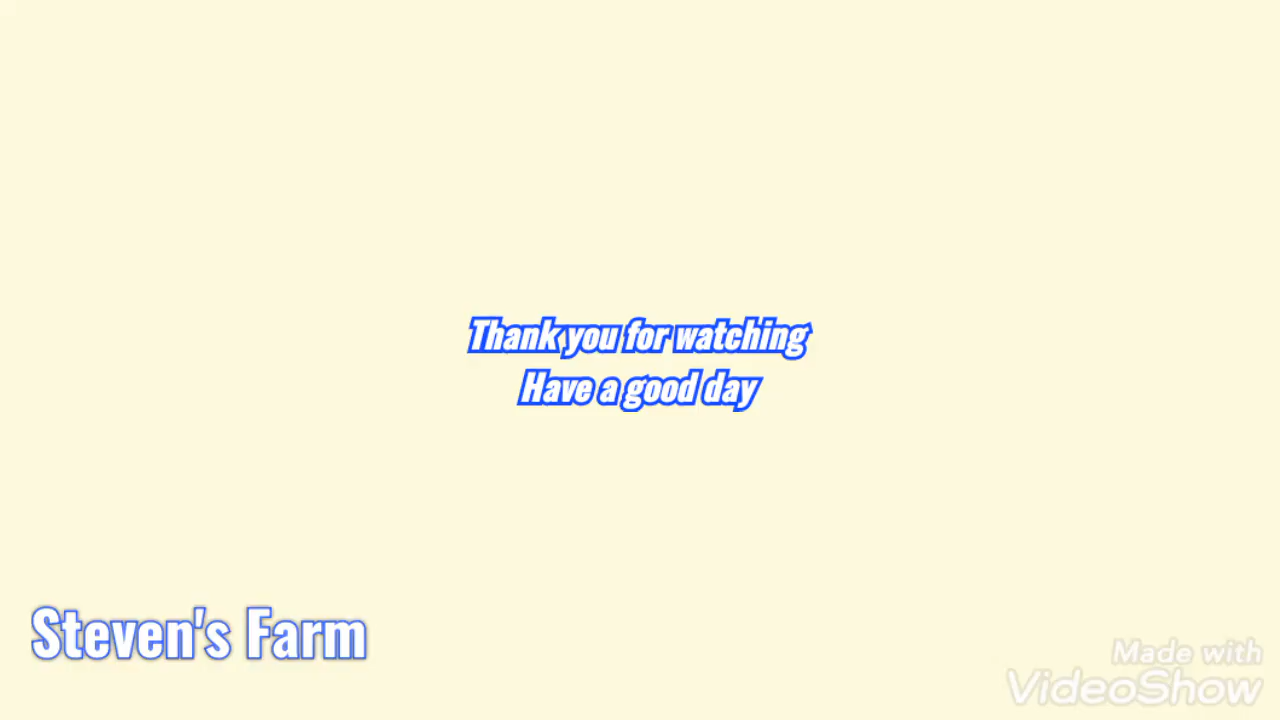 Thank you for watching
Have a good day
Steven's Farm
Made with
VideoShow